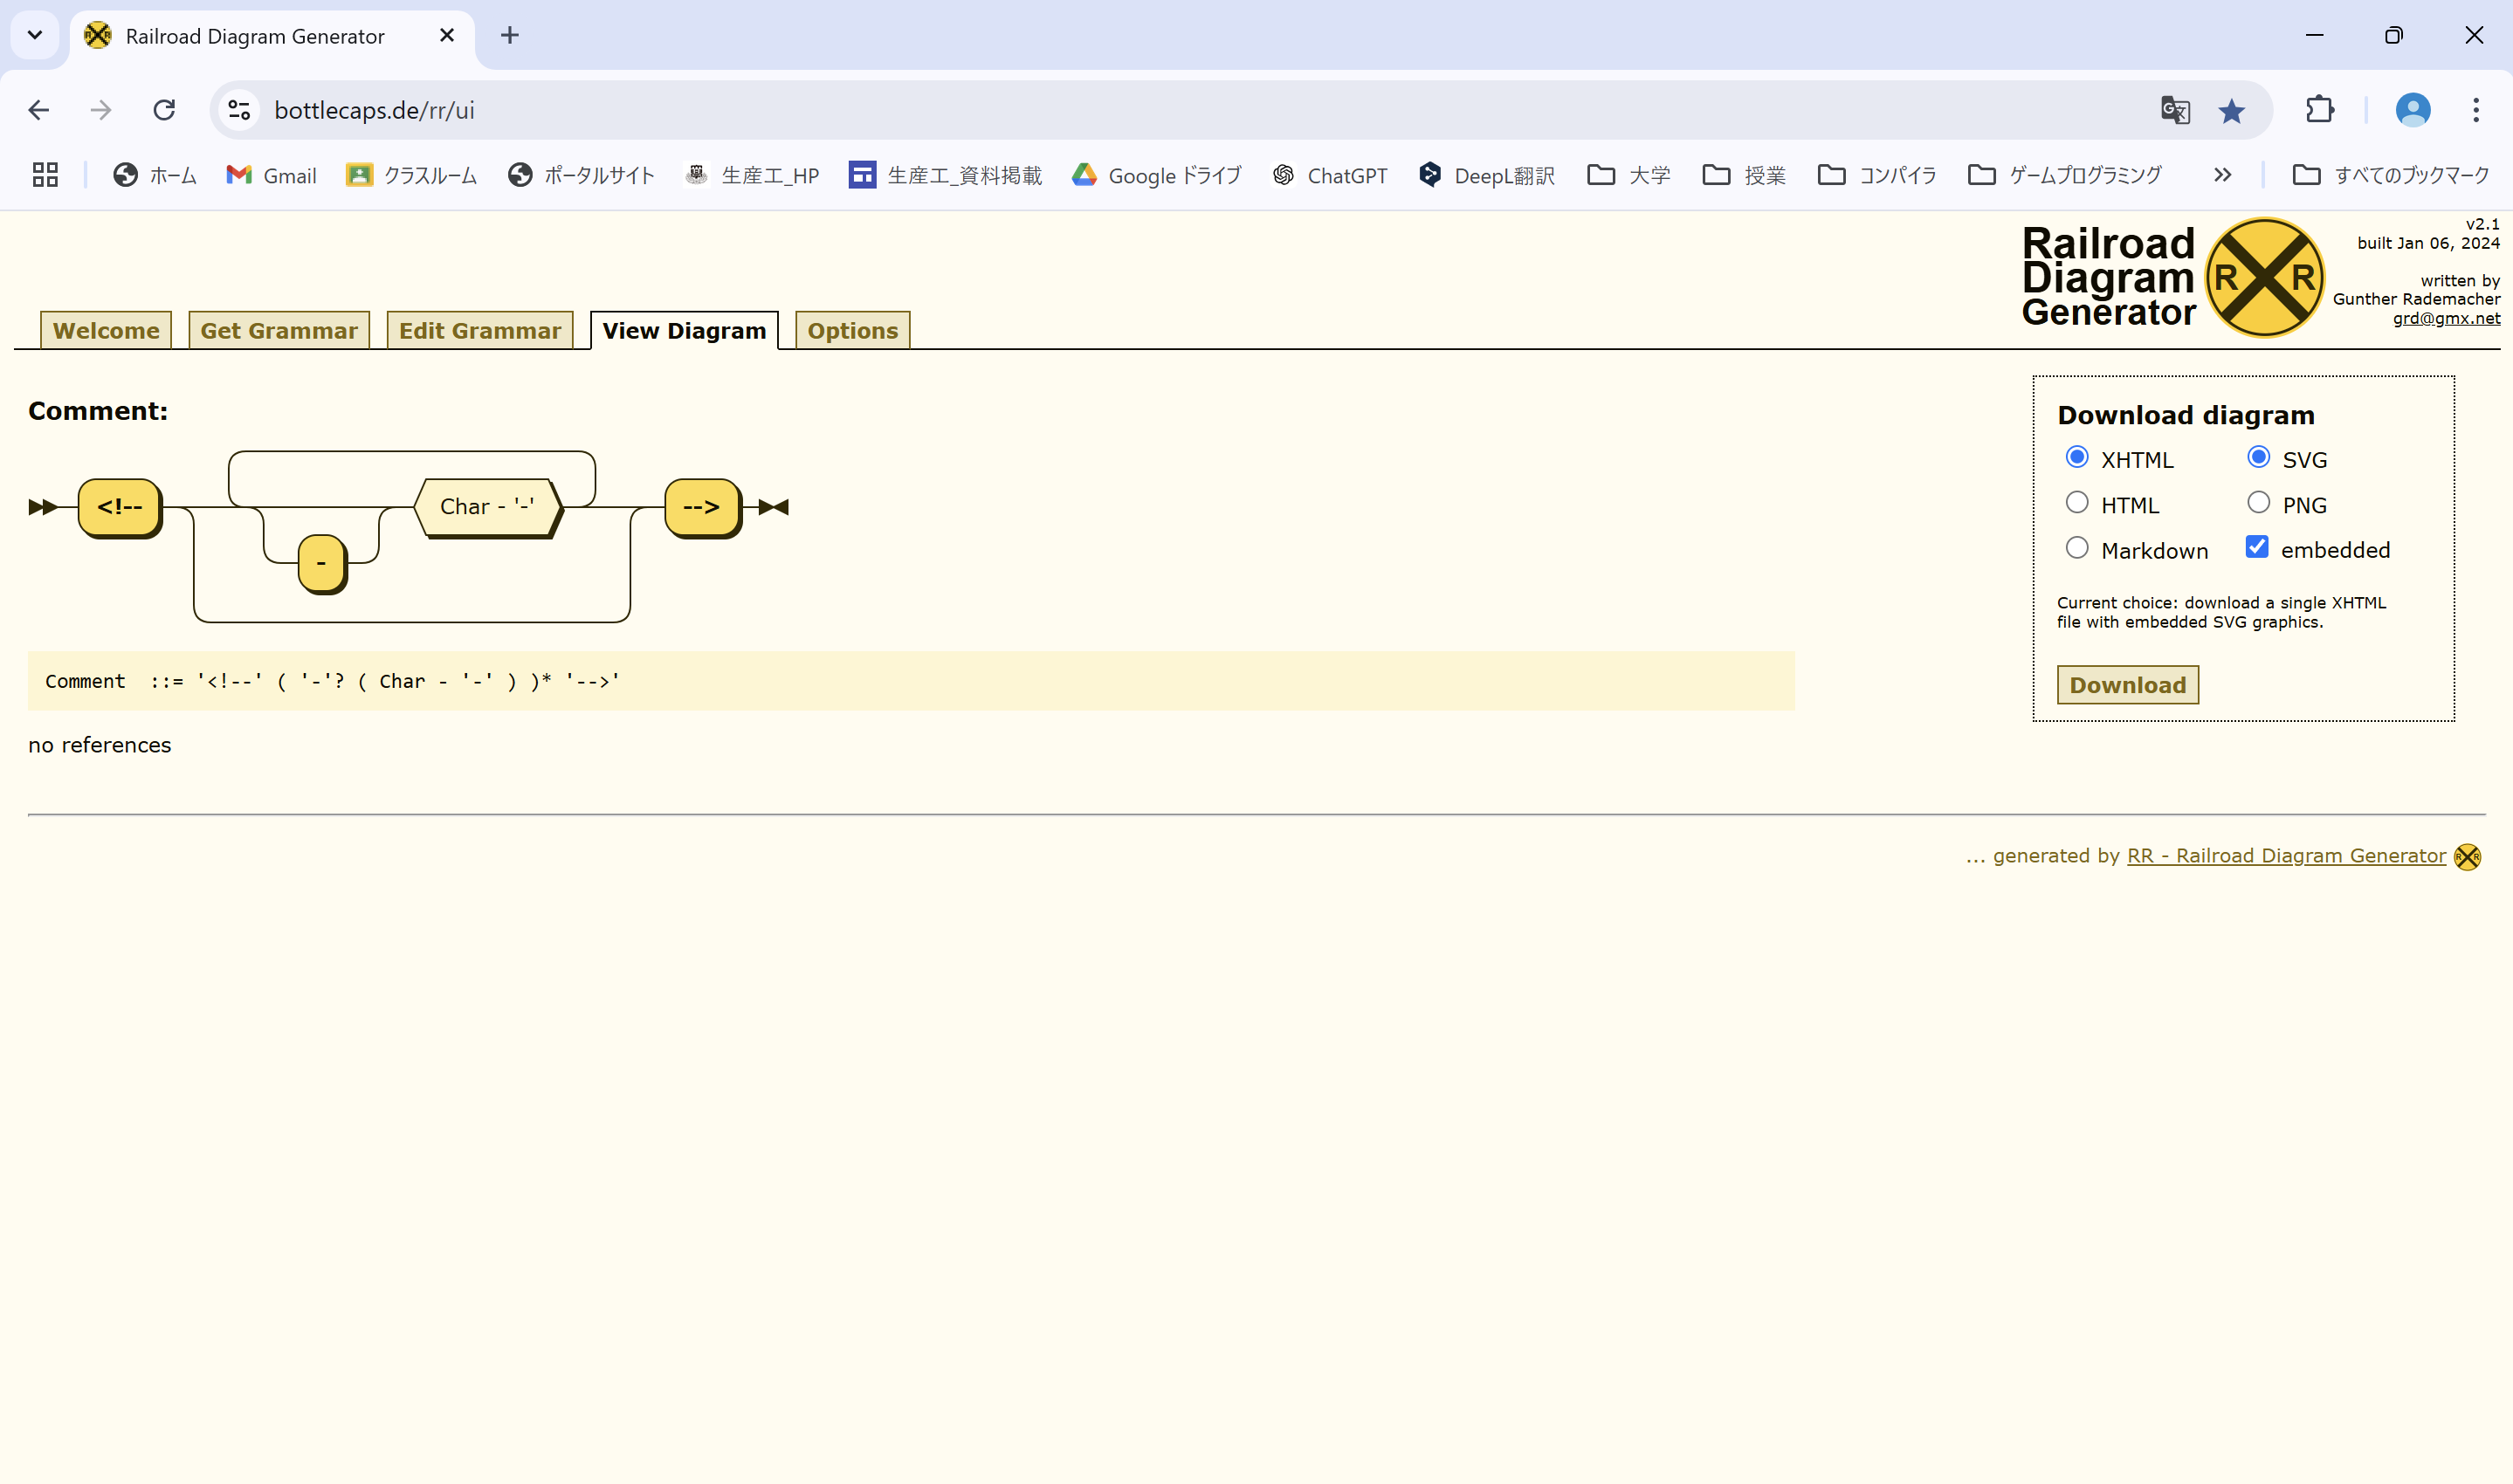 Railroad Diagram Generator
bottlecaps.de/rr/ui
ホーム Gmail クラスルーム ポータルサイト 生産工_HP 生産工_資料掲載 Google ドライブ ChatGPT DeepL翻訳 大学 授業 コンパイラ ゲームプログラミング » すべてのブックマーク
Railroad
Diagram
Generator
R R
v2.1
built Jan 06, 2024
written by
Gunther Rademacher
grd@gmx.net
Welcome Get Grammar Edit Grammar View Diagram Options
Comment:
<!-- Char - '-' -->
-
Comment ::= '<!--' ( '-'? ( Char - '-' ) )* '-->'
no references
Download diagram
XHTML SVG
HTML PNG
Markdown embedded
Current choice: download a single XHTML
file with embedded SVG graphics.
Download
... generated by RR - Railroad Diagram Generator